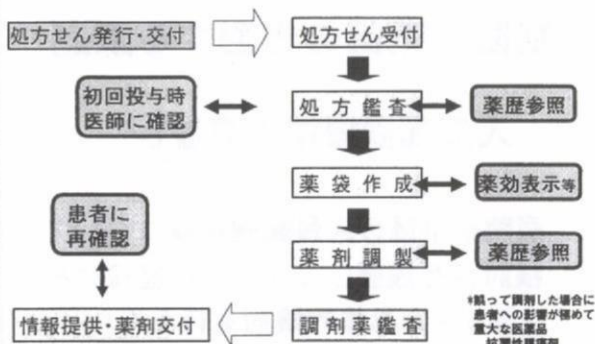 処方せん発行・交付
処方せん受付
初回投与時
医師に確認
処方鑑査
薬歴参照
薬袋作成
薬効表示等
患者に
再確認
薬剤調製
薬歴参照
*誤って調剤した場合に
患者への影響が極めて
重大な医薬品
情報提供・薬剤交付
調剤薬鑑査